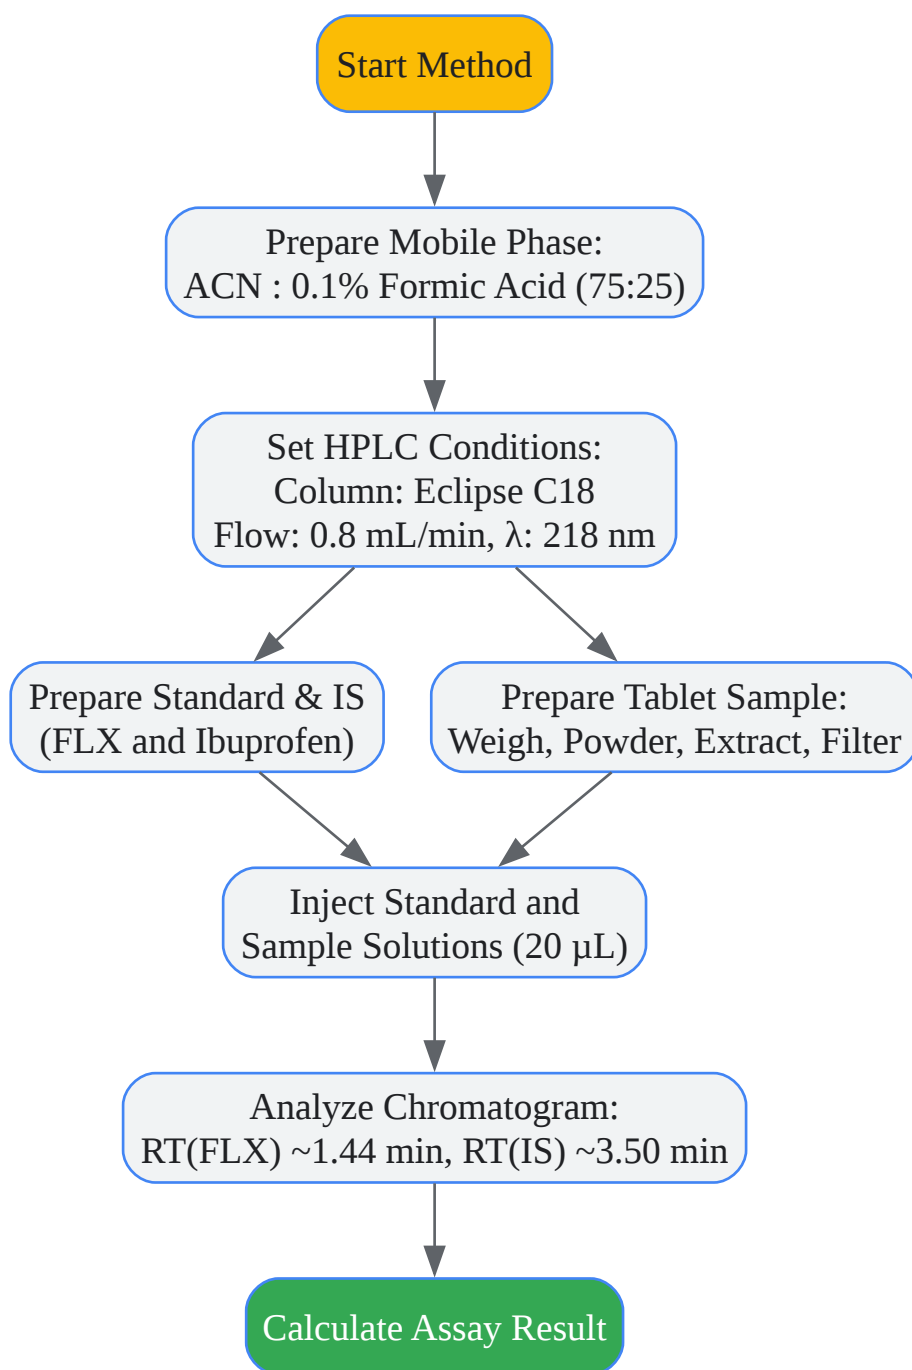 Start Method
Prepare Mobile Phase:
ACN : 0.1% Formic Acid (75:25)
Set HPLC Conditions:
Column: Eclipse C18
Flow: 0.8 mL/min, λ: 218 nm
Prepare Standard & IS
(FLX and Ibuprofen)
Prepare Tablet Sample:
Weigh, Powder, Extract, Filter
Inject Standard and
Sample Solutions (20 µL)
Analyze Chromatogram:
RT(FLX) ~1.44 min, RT(IS) ~3.50 min
Calculate Assay Result